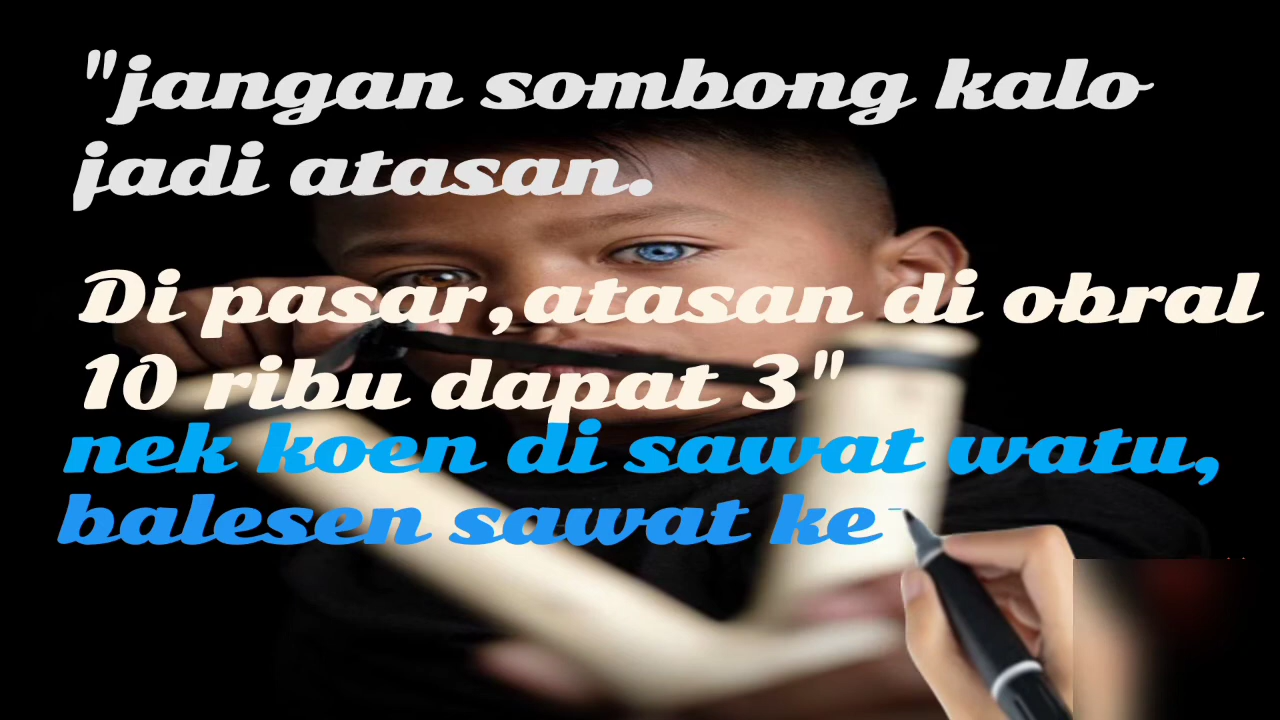 "jangan sombong kalo
jadi atasan.
Di pasar,atasan di obral
10 ribu dapat 3"
nek koen di sawat watu,
balesen sawat ke